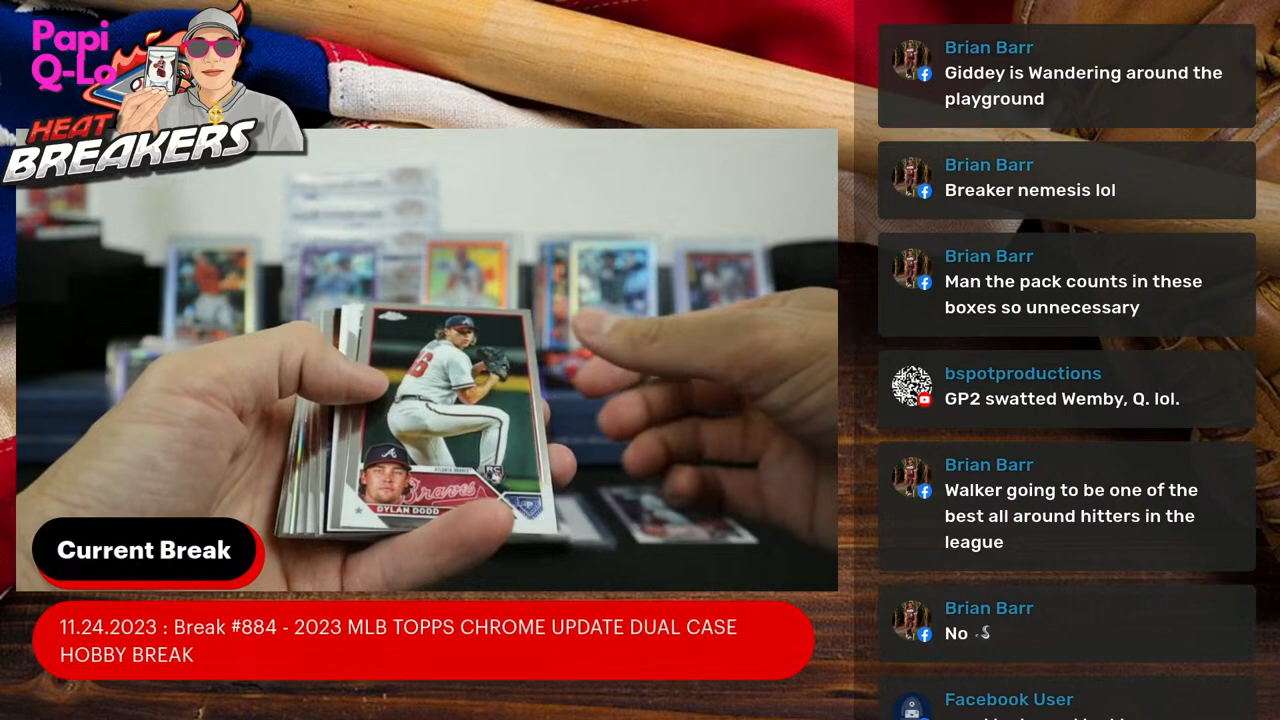 Papi
Q-Lo
HEAT
BREAKERS
46
ATLANTA BRAVES
RC
Braves
DYLAN DODD
Current Break
11.24.2023 : Break #884 - 2023 MLB TOPPS CHROME UPDATE DUAL CASE
HOBBY BREAK
Brian Barr
Giddey is Wandering around the
playground
Brian Barr
Breaker nemesis lol
Brian Barr
Man the pack counts in these
boxes so unnecessary
bspotproductions
GP2 swatted Wemby, Q. lol.
Brian Barr
Walker going to be one of the
best all around hitters in the
league
Brian Barr
No
Facebook User